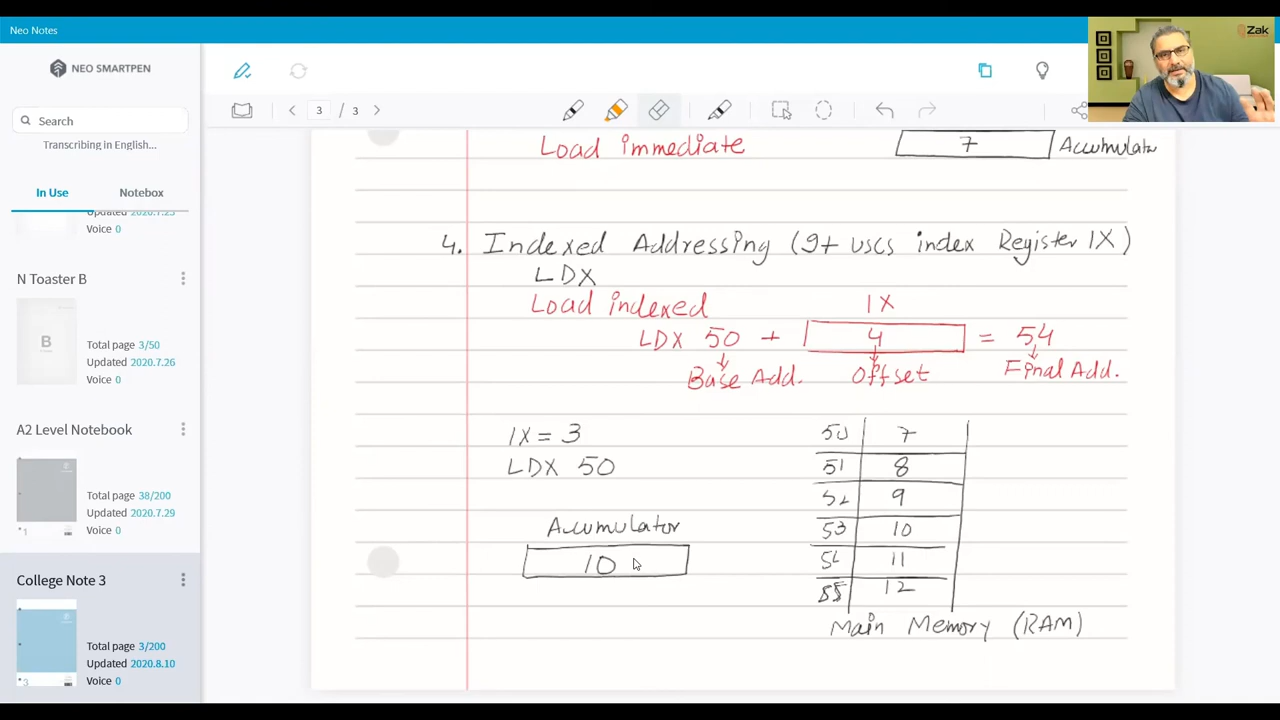 Neo Notes
Zak
NEO SMARTPEN
Search
Transcribing in English...
In Use
Notebox
Updated 2020.7.23
Voice 0
N Toaster B
B
Total page 3/50
Updated 2020.7.26
Voice 0
A2 Level Notebook
Total page 38/200
Updated 2020.7.29
Voice 0
College Note 3
Total page 3/200
Updated 2020.8.10
Voice 0
3 / 3
Load immediate
7 Accumulator
4. Indexed Addressing (It uses index Register IX)
LDX
Load indexed IX
LDX 50 + 4 = 54
Base Add. Offset Final Add.
IX = 3
LDX 50
Accumulator
10
50 7
51 8
52 9
53 10
54 11
55 12
Main Memory (RAM)